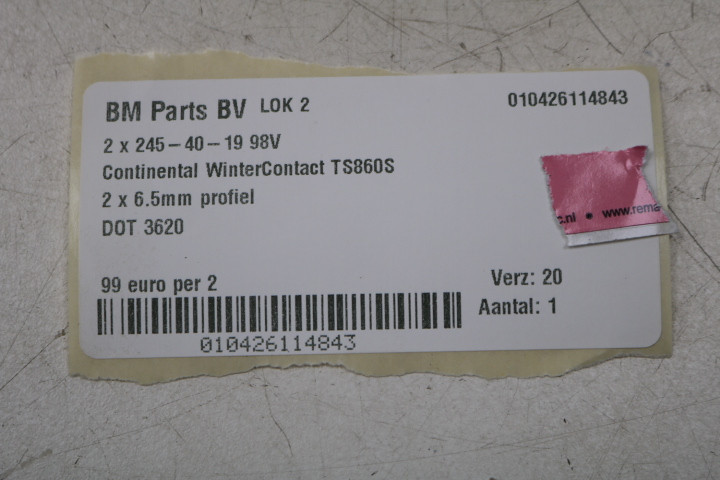 BM Parts BV LOK 2 010426114843
2 x 245-40-19 98V
Continental WinterContact TS860S
2 x 6.5mm profiel
.nl • www.rema
DOT 3620
99 euro per 2 Verz: 20
Aantal: 1
010426114843